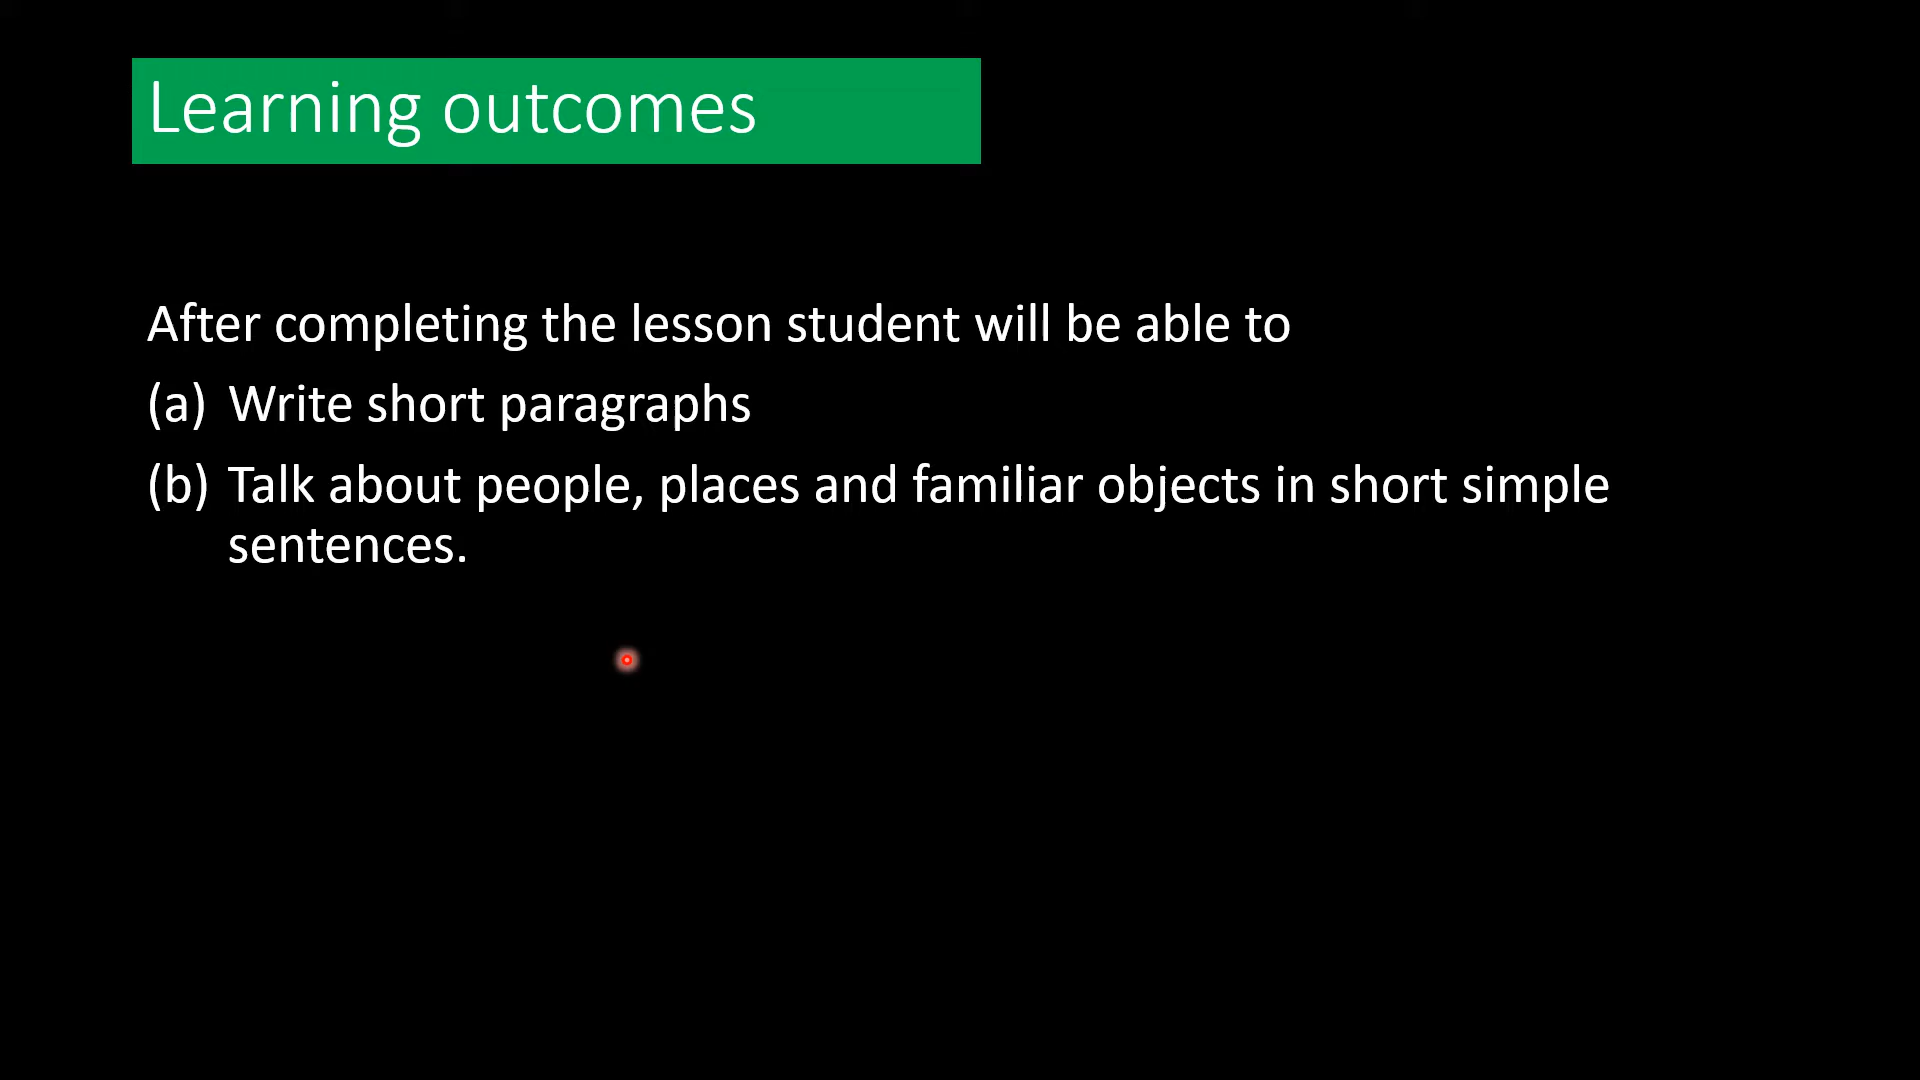 Learning outcomes
After completing the lesson student will be able to
(a) Write short paragraphs
(b) Talk about people, places and familiar objects in short simple
sentences.